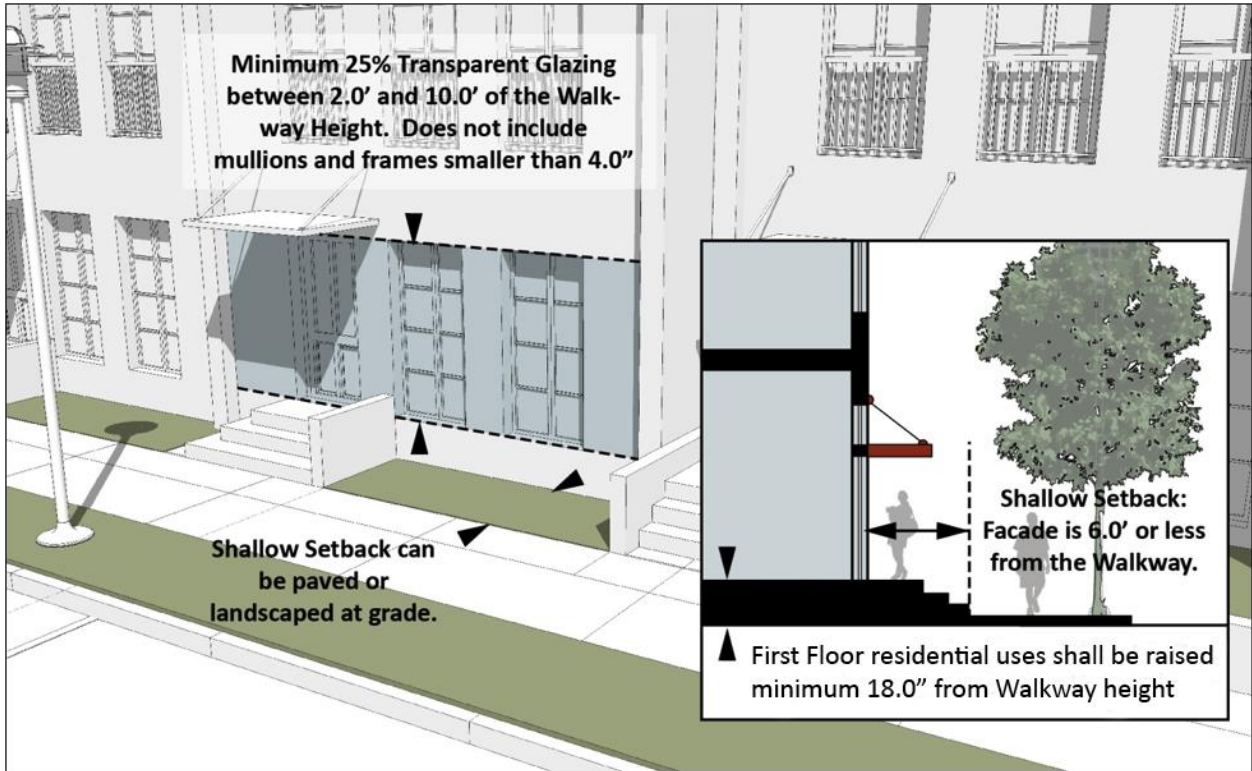 Minimum 25% Transparent Glazing
between 2.0’ and 10.0’ of the Walk-
way Height.  Does not include
mullions and frames smaller than 4.0”
Shallow Setback can
be paved or
landscaped at grade.
Shallow Setback:
Facade is 6.0’ or less
from the Walkway.
First Floor residential uses shall be raised
minimum 18.0” from Walkway height